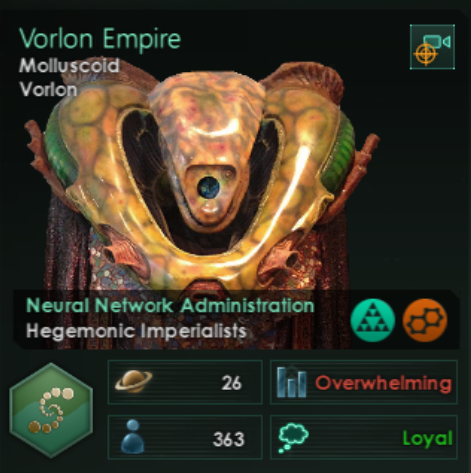 Vorlon Empire
Molluscoid
Vorlon
Neural Network Administration
Hegemonic Imperialists
26
Overwhelming
363
Loyal